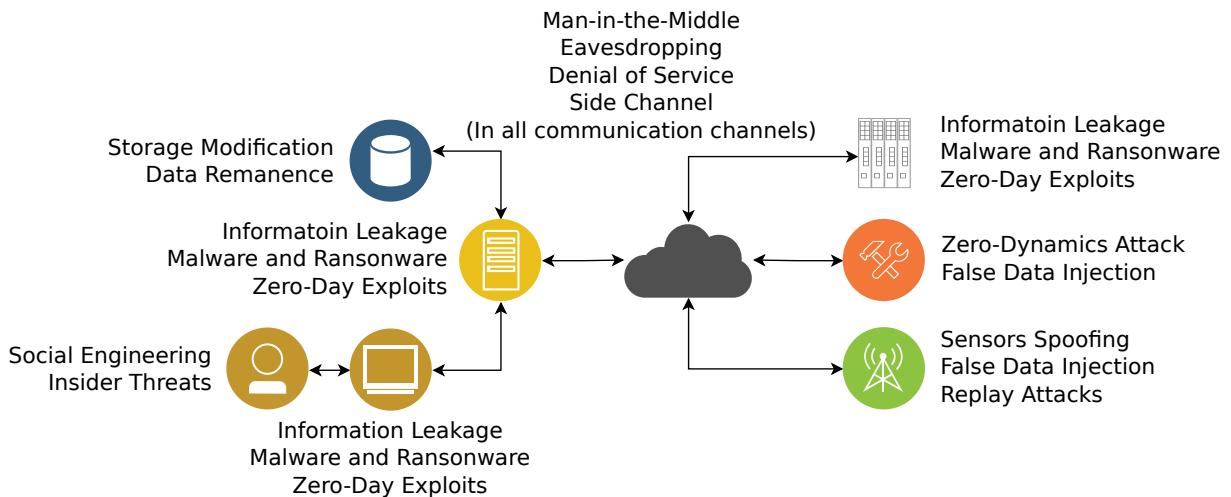 Man-in-the-Middle
Eavesdropping
Denial of Service
Side Channel
(In all communication channels)
Storage Modification
Data Remanence
Informatoin Leakage
Malware and Ransonware
Zero-Day Exploits
Social Engineering
Insider Threats
Information Leakage
Malware and Ransonware
Zero-Day Exploits
Informatoin Leakage
Malware and Ransonware
Zero-Day Exploits
Zero-Dynamics Attack
False Data Injection
Sensors Spoofing
False Data Injection
Replay Attacks